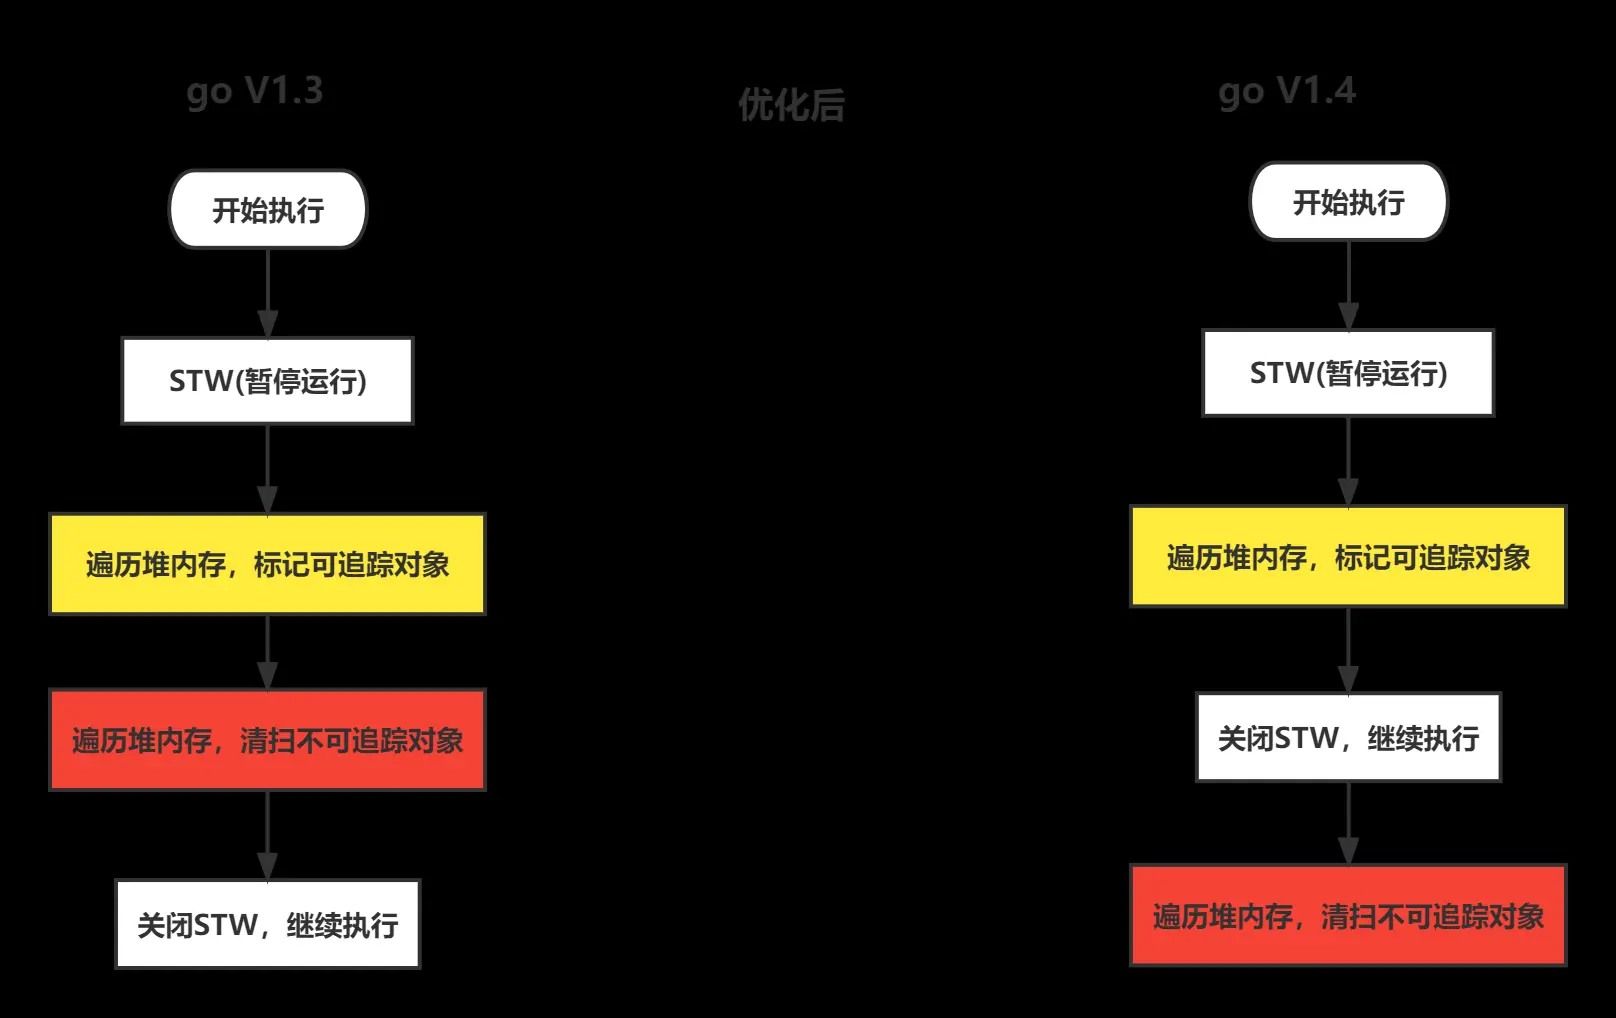 go V1.3
开始执行
STW(暂停运行)
遍历堆内存，标记可追踪对象
遍历堆内存，清扫不可追踪对象
关闭STW，继续执行
优化后
go V1.4
开始执行
STW(暂停运行)
遍历堆内存，标记可追踪对象
关闭STW，继续执行
遍历堆内存，清扫不可追踪对象